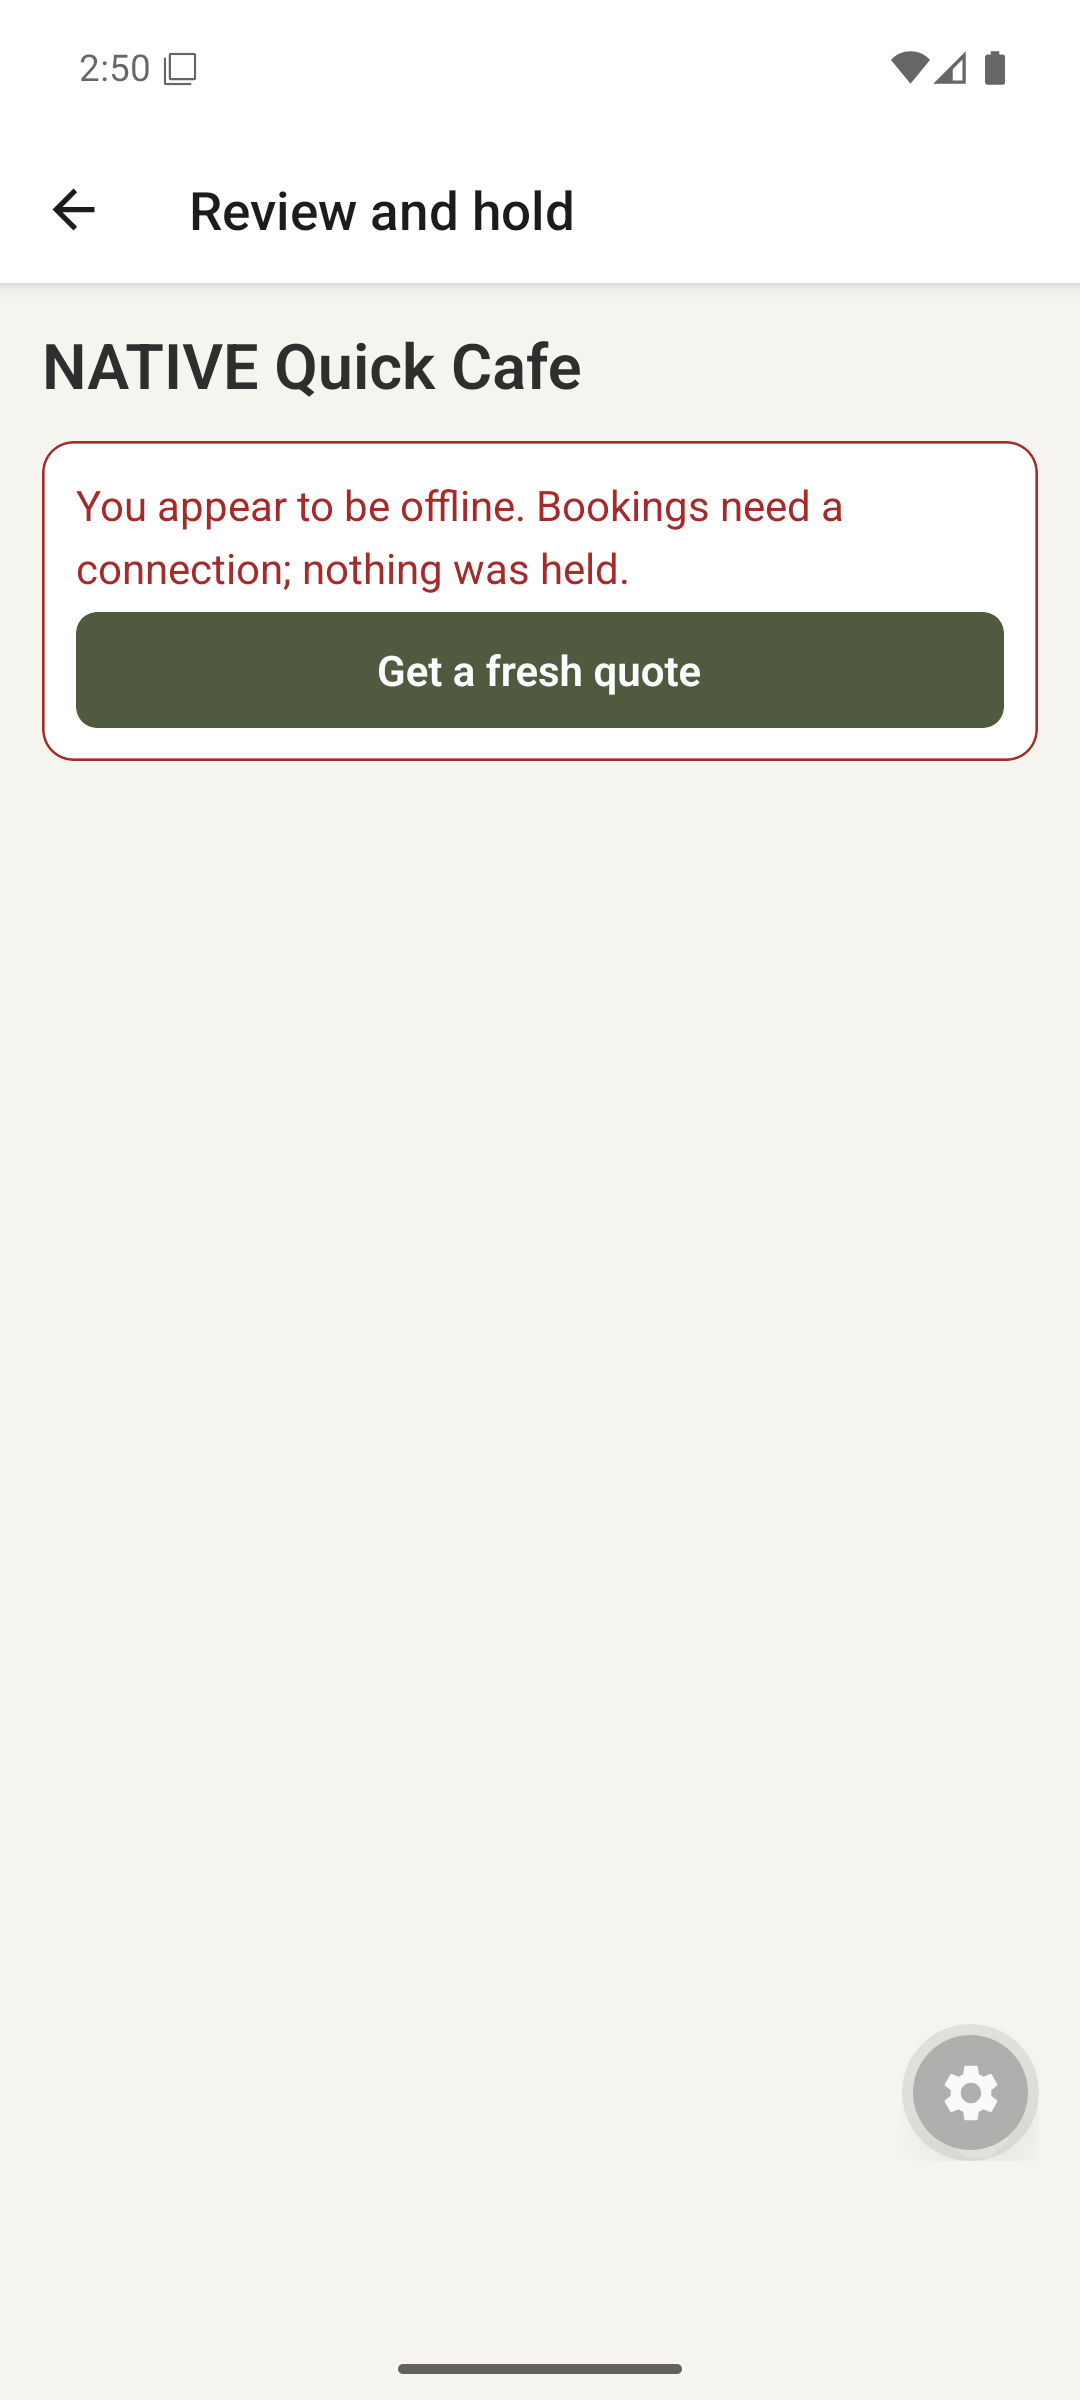 2:50
Review and hold
NATIVE Quick Cafe
You appear to be offline. Bookings need a
connection; nothing was held.
Get a fresh quote